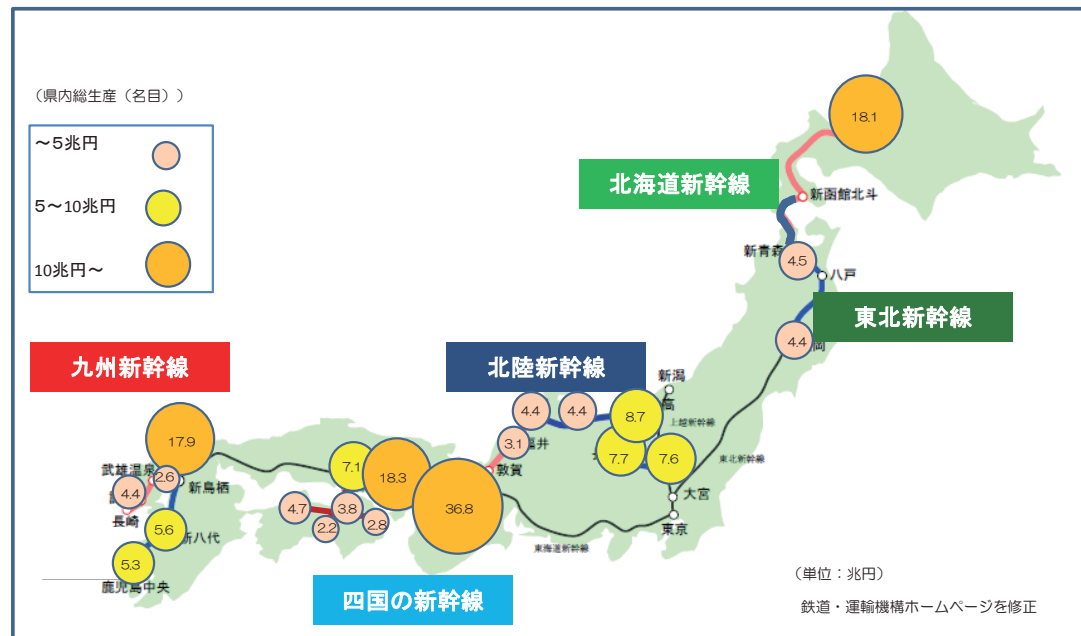 （県内総生産（名目））
～5兆円
5～10兆円
10兆円～
18.1
北海道新幹線
新函館北斗
新青森
4.5
八戸
東北新幹線
4.4
岡
九州新幹線
北陸新幹線
新潟
高
上越新幹線
4.4
4.4
8.7
3.1
福井
7.7
7.6
東北新幹線
敦賀
大宮
東京
東海道新幹線
17.9
武雄温泉
2.6
新鳥栖
4.4
長崎
5.6
新八代
5.3
鹿児島中央
7.1
18.3
36.8
4.7
3.8
2.2
2.8
四国の新幹線
（単位：兆円）
鉄道・運輸機構ホームページを修正